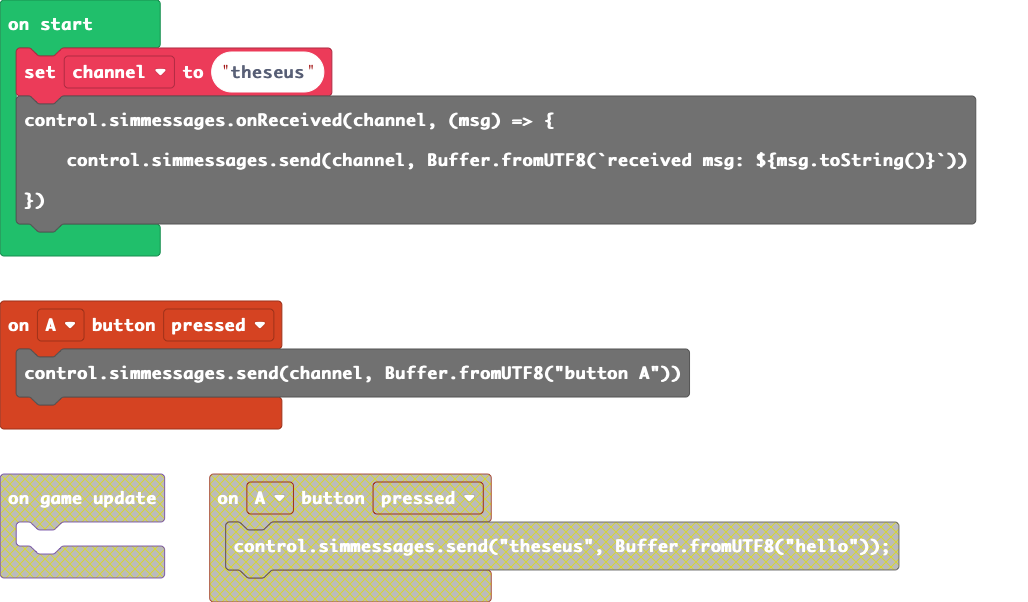 on start
set channel to "theseus"
control.simmessages.onReceived(channel, (msg) => {
control.simmessages.send(channel, Buffer.fromUTF8(`received msg: ${msg.toString()}`))
})
on A button pressed
control.simmessages.send(channel, Buffer.fromUTF8("button A"))
on game update
on A button pressed
control.simmessages.send("theseus", Buffer.fromUTF8("hello"));